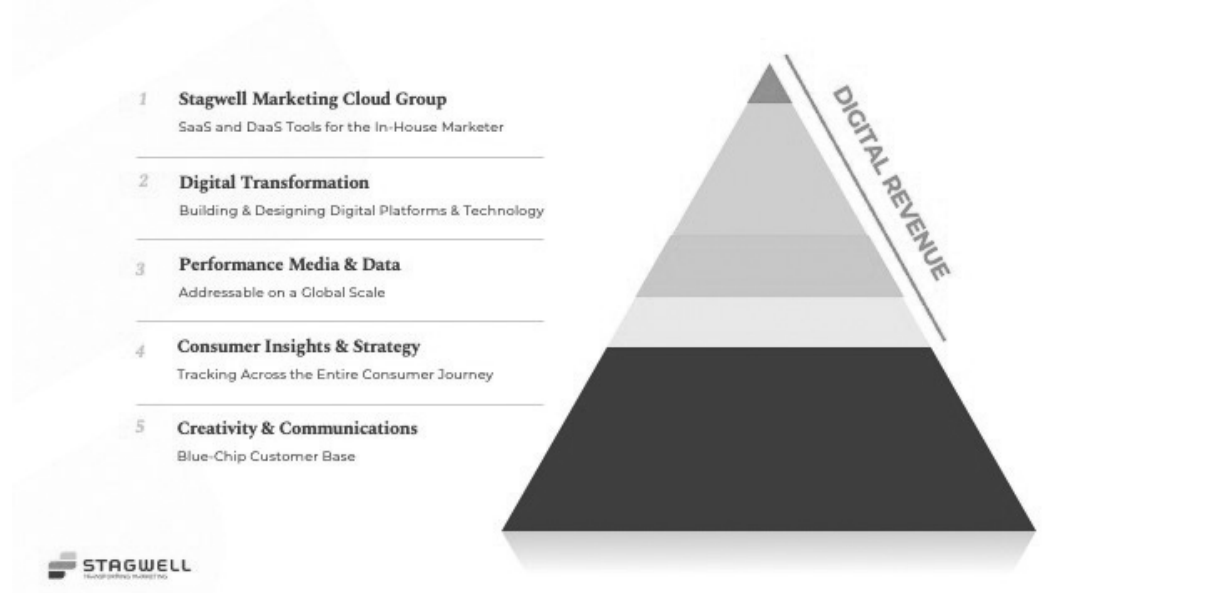 1 Stagwell Marketing Cloud Group
SaaS and DaaS Tools for the In-House Marketer
2 Digital Transformation
Building & Designing Digital Platforms & Technology
3 Performance Media & Data
Addressable on a Global Scale
4 Consumer Insights & Strategy
Tracking Across the Entire Consumer Journey
5 Creativity & Communications
Blue-Chip Customer Base
DIGITAL REVENUE
STAGWELL
TRANSFORMING MARKETING